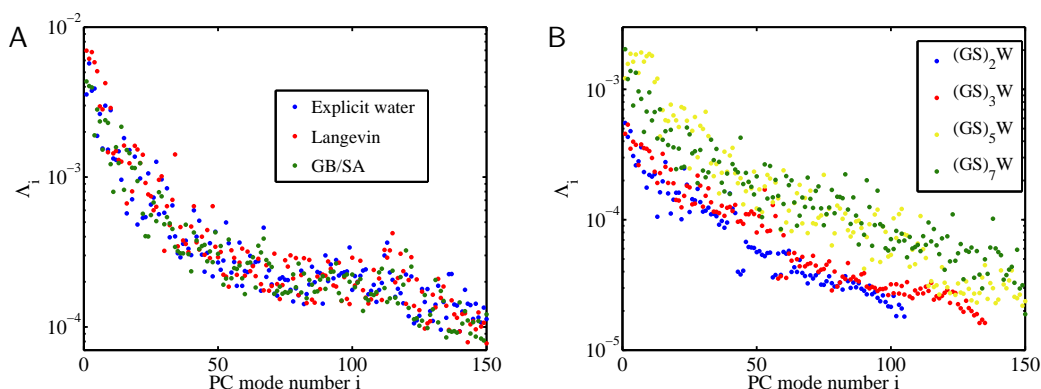 A
10⁻²
10⁻³
10⁻⁴
Λᵢ
0
50
100
150
PC mode number i
Explicit water
Langevin
GB/SA
B
10⁻³
10⁻⁴
10⁻⁵
Λᵢ
0
50
100
150
PC mode number i
(GS)₂W
(GS)₃W
(GS)₅W
(GS)₇W